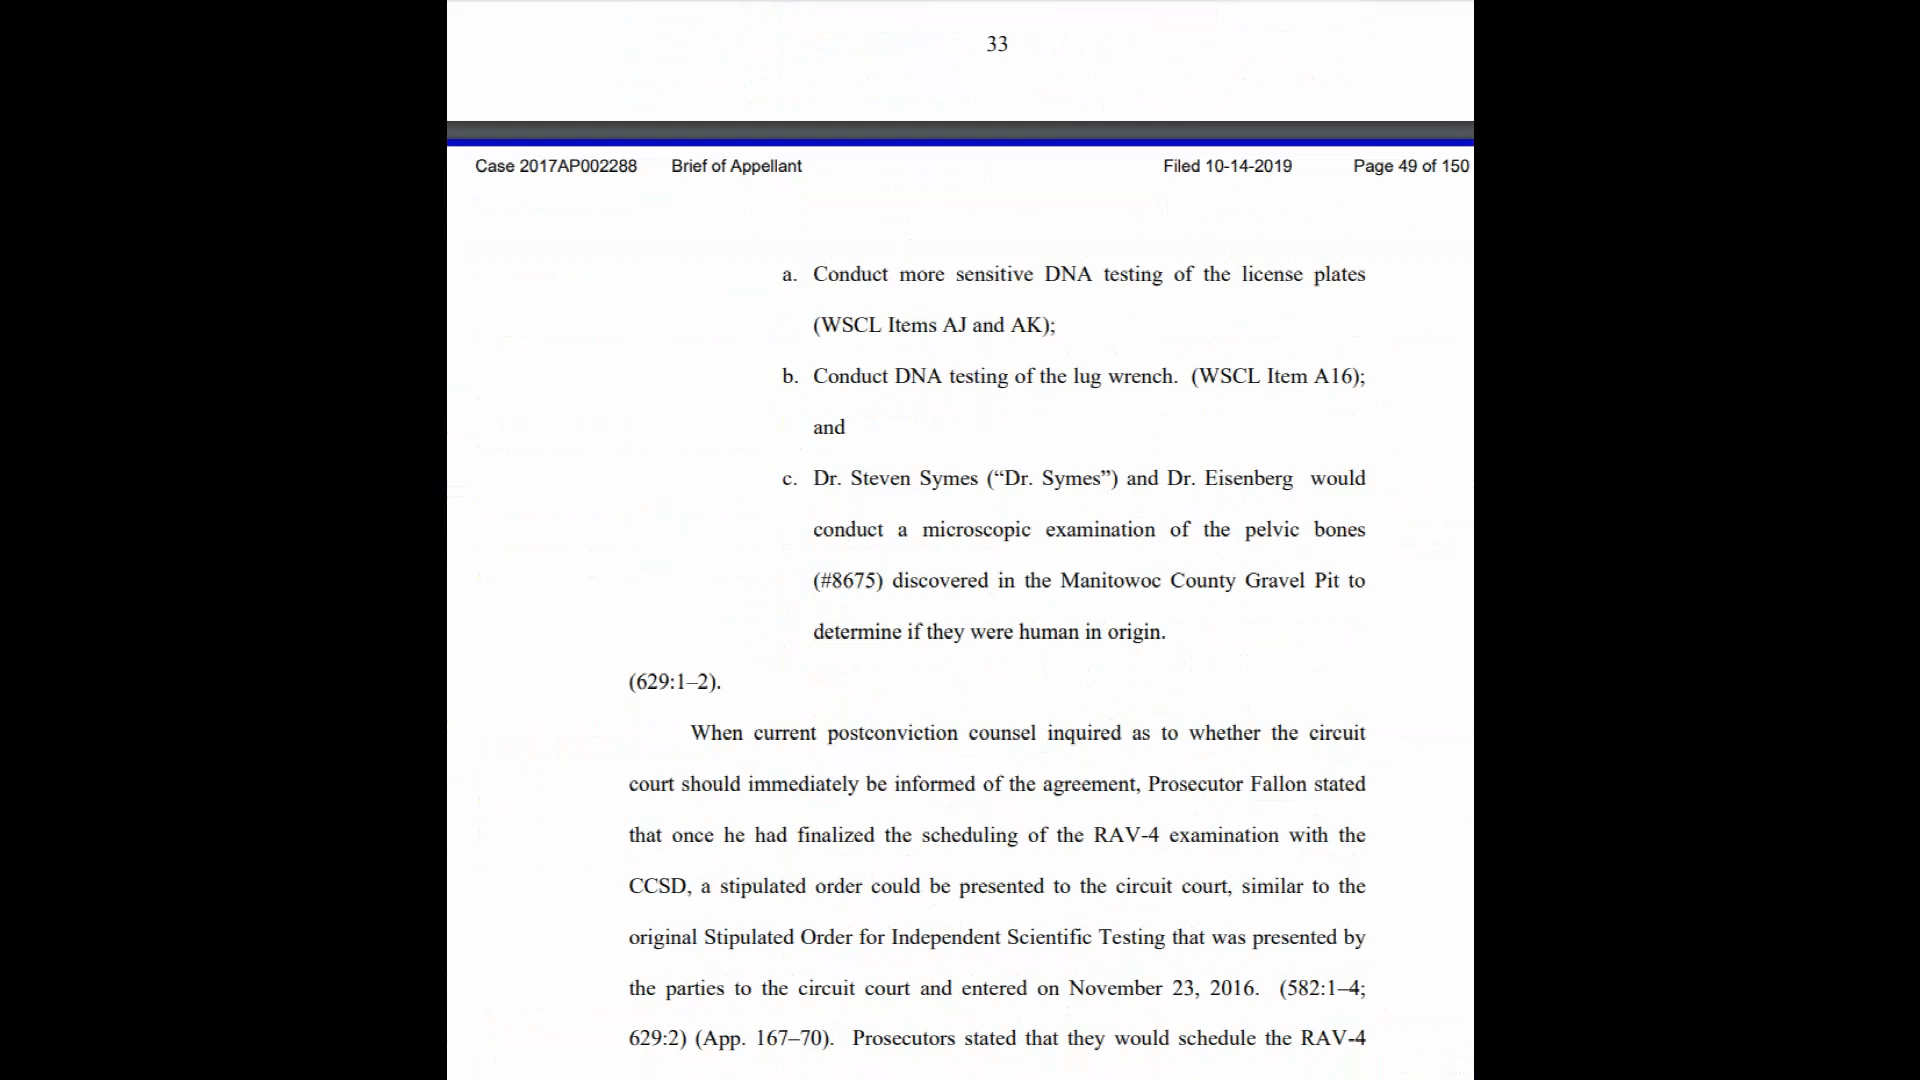 33
Case 2017AP002288 Brief of Appellant Filed 10-14-2019 Page 49 of 150
a. Conduct more sensitive DNA testing of the license plates
(WSCL Items AJ and AK);
b. Conduct DNA testing of the lug wrench. (WSCL Item A16);
and
c. Dr. Steven Symes (“Dr. Symes”) and Dr. Eisenberg would
conduct a microscopic examination of the pelvic bones
(#8675) discovered in the Manitowoc County Gravel Pit to
determine if they were human in origin.
(629:1–2).
When current postconviction counsel inquired as to whether the circuit
court should immediately be informed of the agreement, Prosecutor Fallon stated
that once he had finalized the scheduling of the RAV-4 examination with the
CCSD, a stipulated order could be presented to the circuit court, similar to the
original Stipulated Order for Independent Scientific Testing that was presented by
the parties to the circuit court and entered on November 23, 2016. (582:1–4;
629:2) (App. 167–70). Prosecutors stated that they would schedule the RAV-4